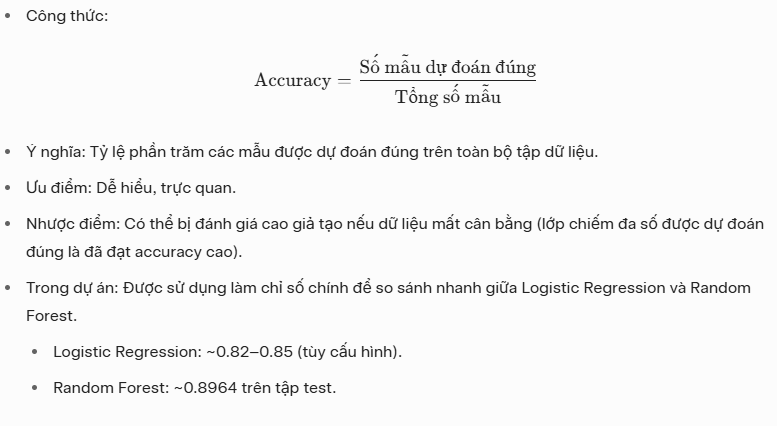 • Công thức:
Accuracy = Số mẫu dự đoán đúng / Tổng số mẫu
• Ý nghĩa: Tỷ lệ phần trăm các mẫu được dự đoán đúng trên toàn bộ tập dữ liệu.
• Ưu điểm: Dễ hiểu, trực quan.
• Nhược điểm: Có thể bị đánh giá cao giả tạo nếu dữ liệu mất cân bằng (lớp chiếm đa số được dự đoán
đúng là đã đạt accuracy cao).
• Trong dự án: Được sử dụng làm chỉ số chính để so sánh nhanh giữa Logistic Regression và Random
Forest.
• Logistic Regression: ~0.82–0.85 (tùy cấu hình).
• Random Forest: ~0.8964 trên tập test.